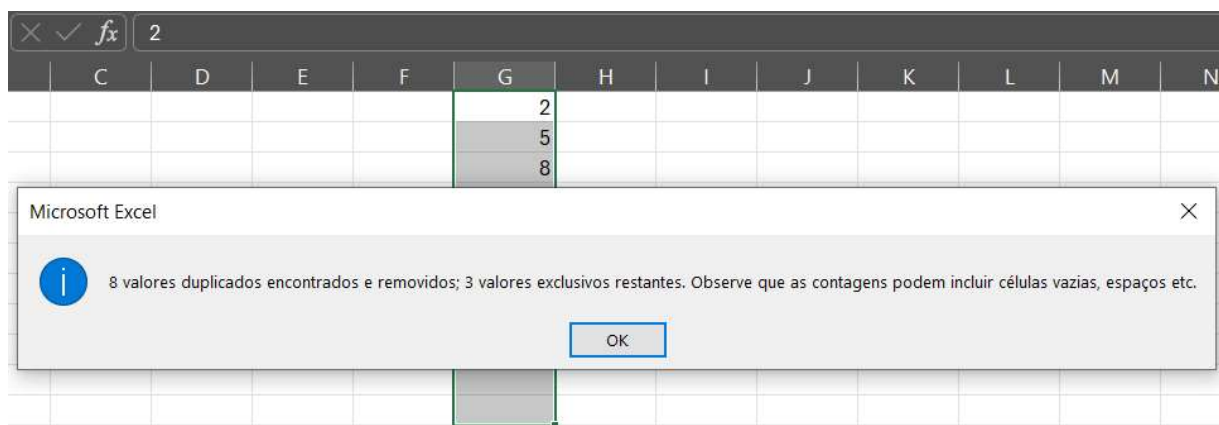 fx 2
C D E F G H I J K L M N
2
5
8
Microsoft Excel
8 valores duplicados encontrados e removidos; 3 valores exclusivos restantes. Observe que as contagens podem incluir células vazias, espaços etc.
OK